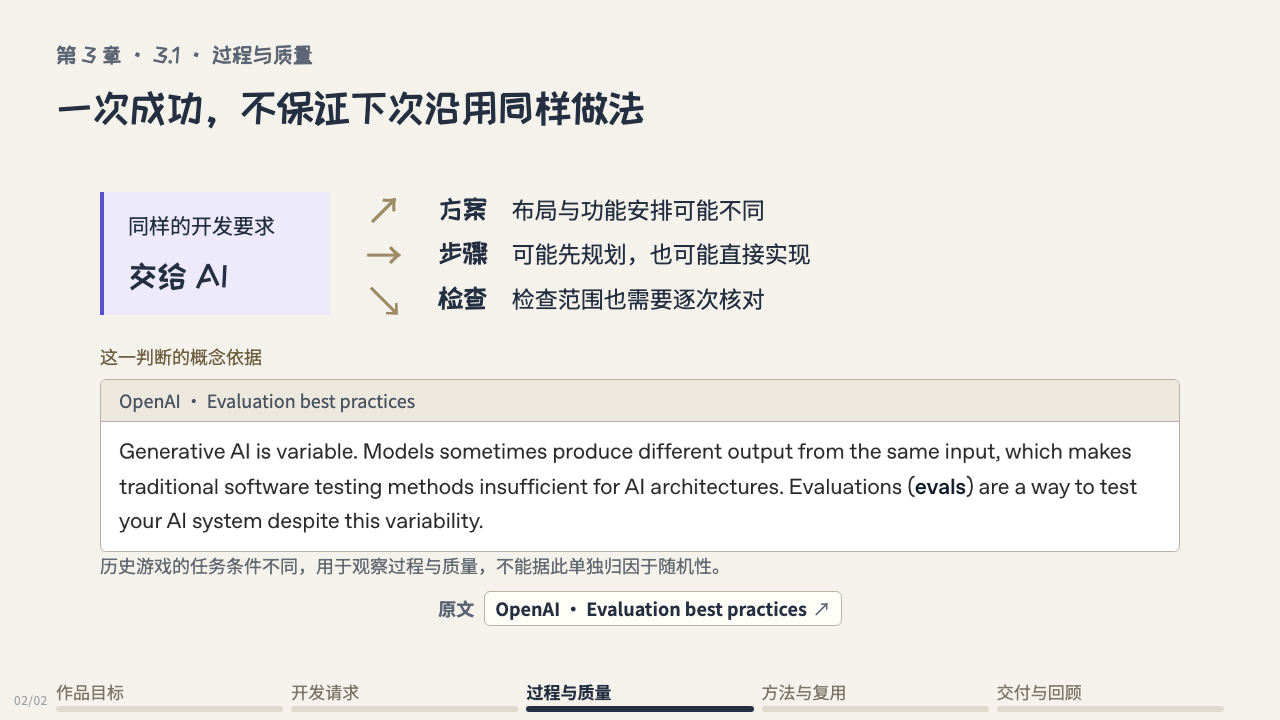 第 3 章 · 3.1 · 过程与质量
一次成功，不保证下次沿用同样做法
同样的开发要求
交给 AI
↗ 方案 布局与功能安排可能不同
→ 步骤 可能先规划，也可能直接实现
↘ 检查 检查范围也需要逐次核对
这一判断的概念依据
OpenAI · Evaluation best practices
Generative AI is variable. Models sometimes produce different output from the same input, which makes
traditional software testing methods insufficient for AI architectures. Evaluations (evals) are a way to test
your AI system despite this variability.
历史游戏的任务条件不同，用于观察过程与质量，不能据此单独归因于随机性。
原文 OpenAI · Evaluation best practices ↗
02/02 作品目标 开发请求 过程与质量 方法与复用 交付与回顾